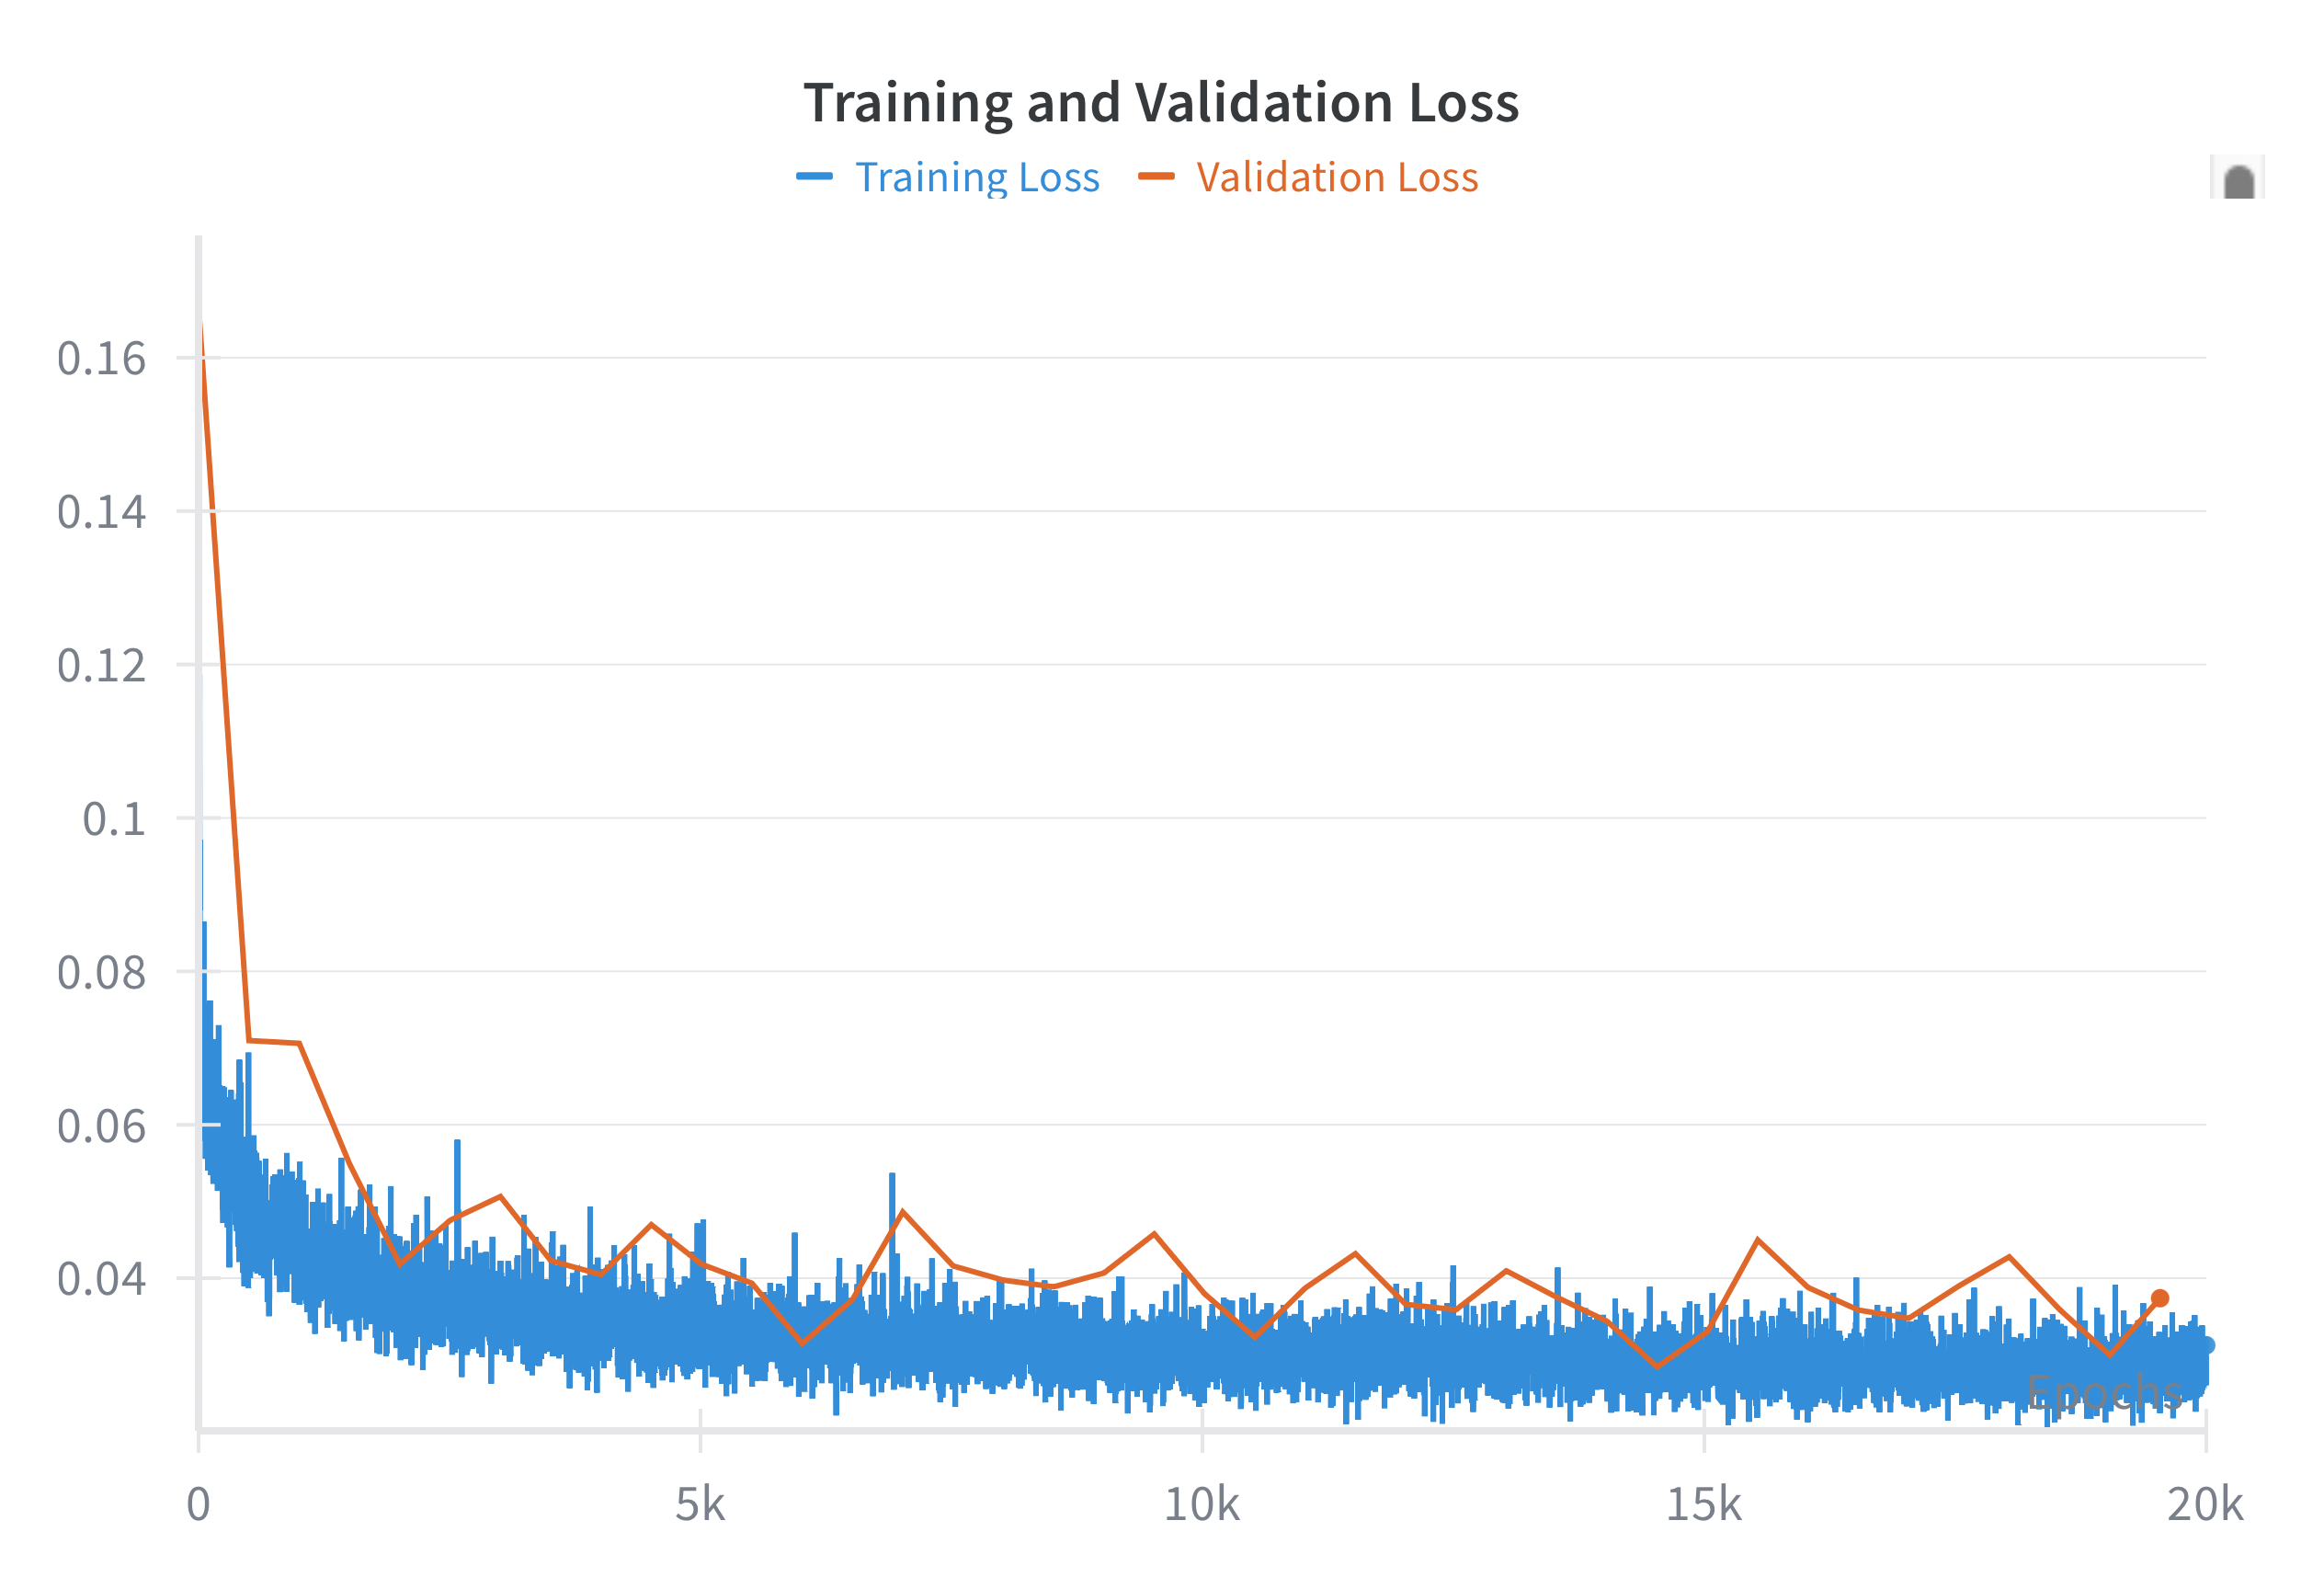 Training and Validation Loss
Training Loss Validation Loss
0.16
0.14
0.12
0.1
0.08
0.06
0.04
Epochs
0 5k 10k 15k 20k